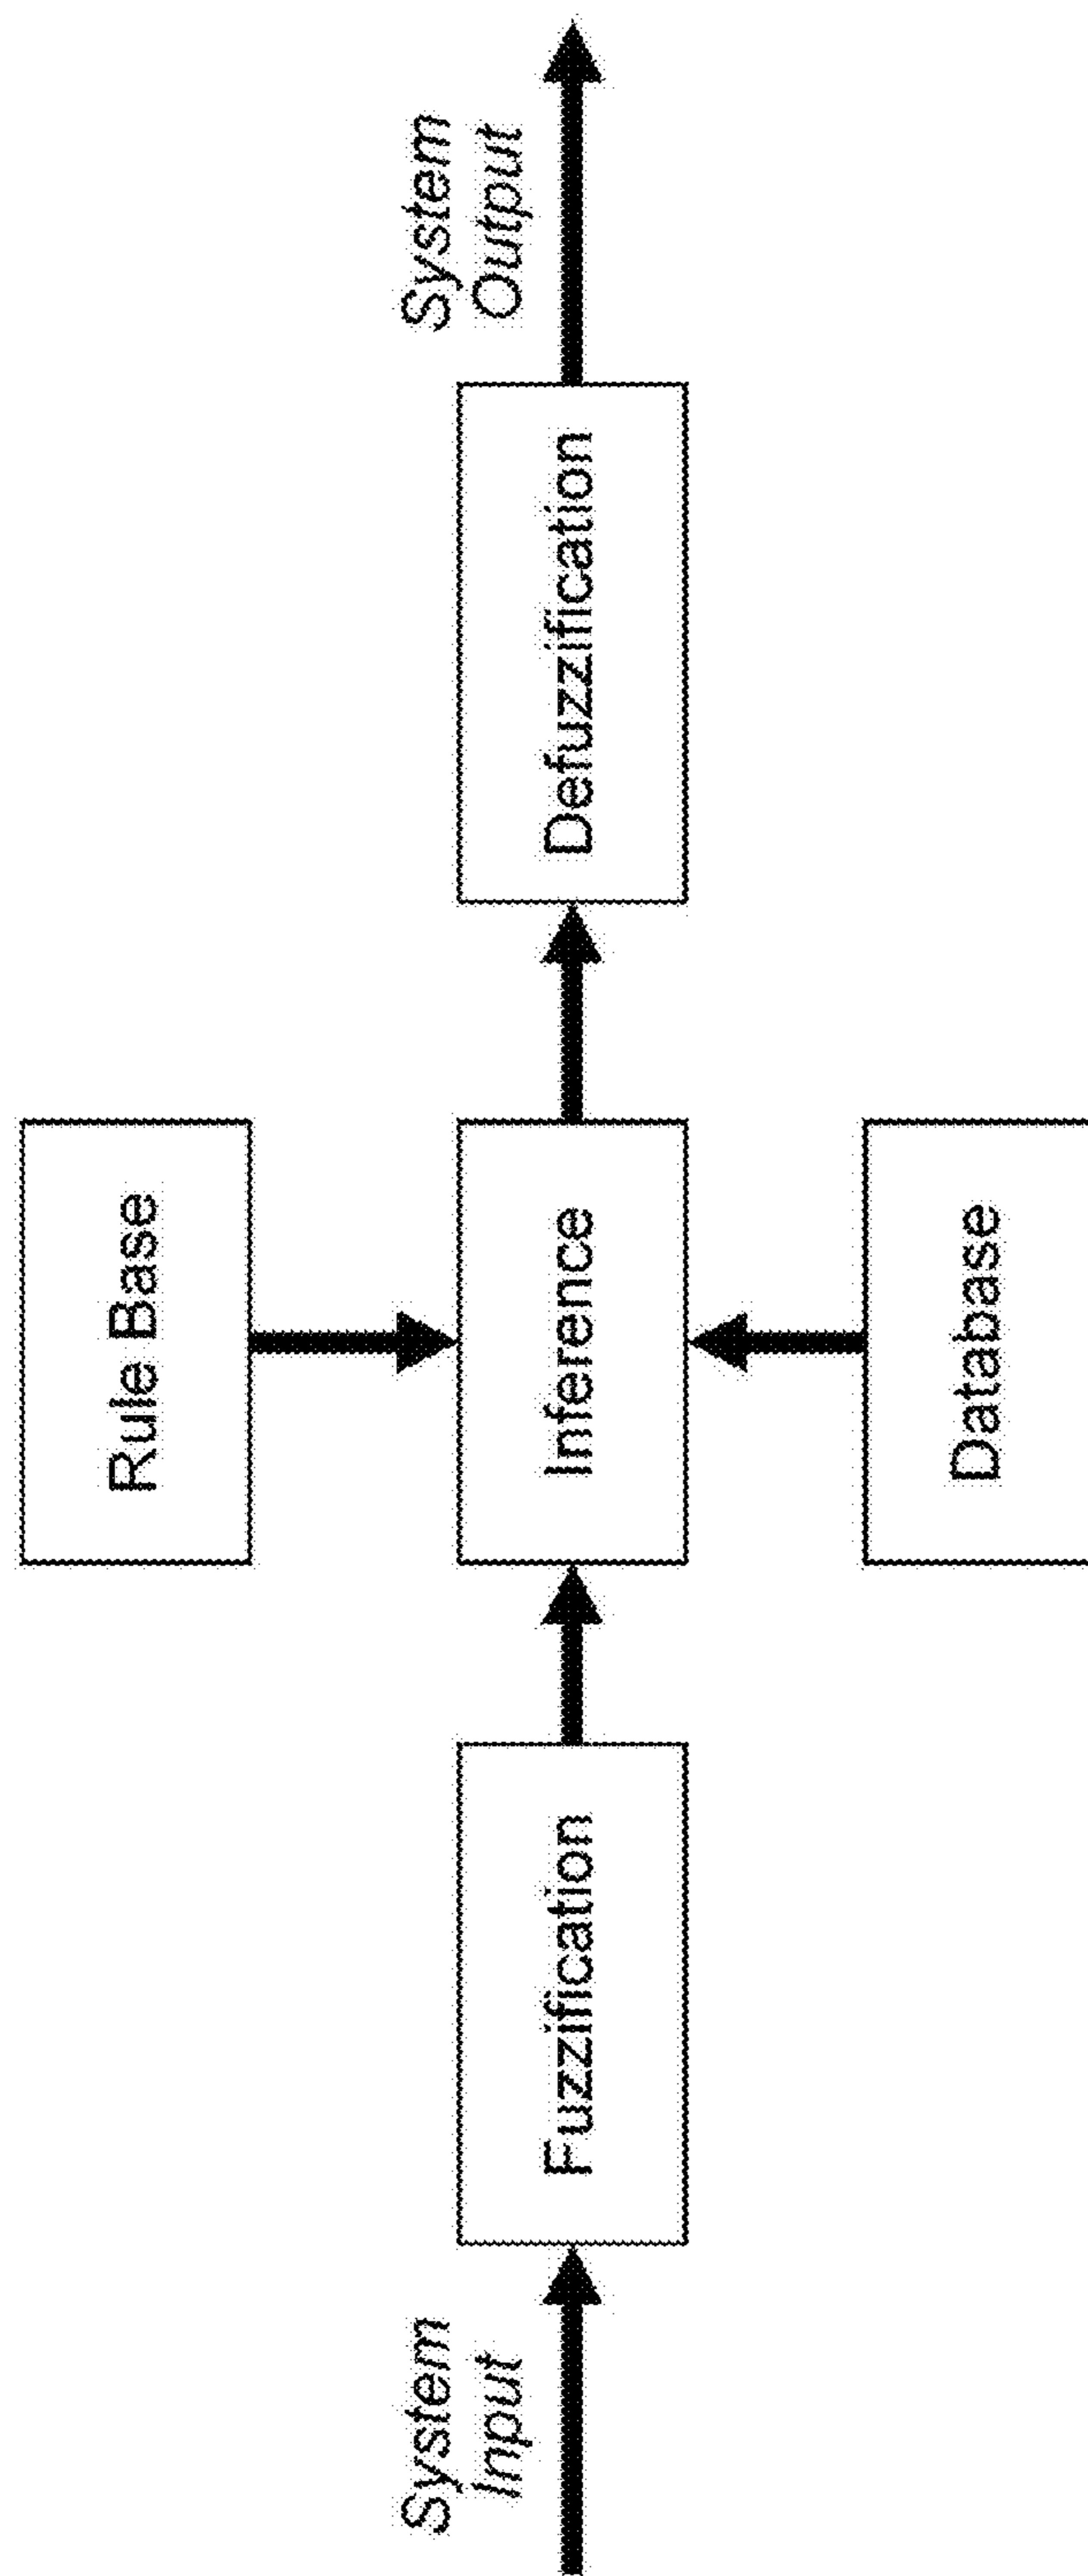 System
Input
Fuzzification
Rule Base
Inference
Database
Defuzzification
System
Output